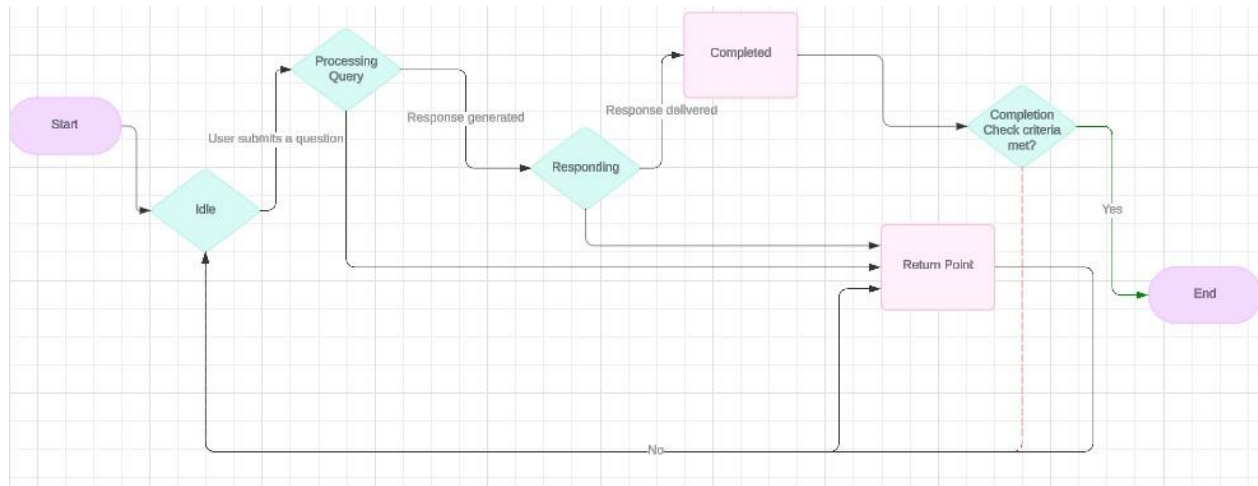 Completed
Processing
Query
Response generated
Response delivered
Start
User submits a question
Completion
Check criteria
met?
Responding
Idle
Yes
Return Point
End
No